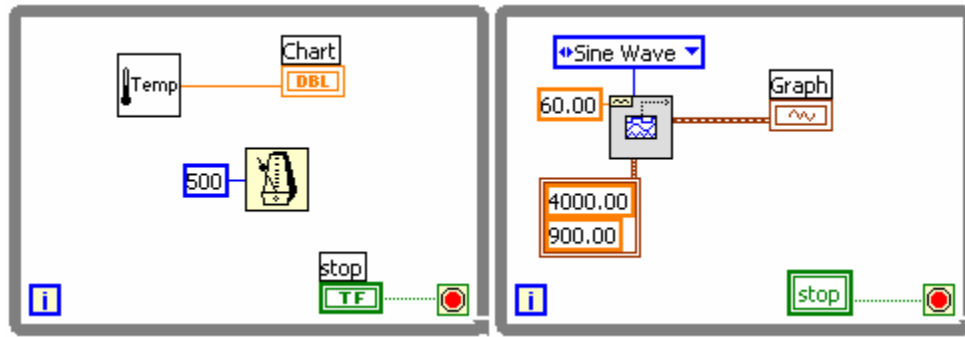 Chart
Temp
DBL
500
stop
TF
i
Sine Wave
60.00
Graph
4000.00
900.00
stop
i